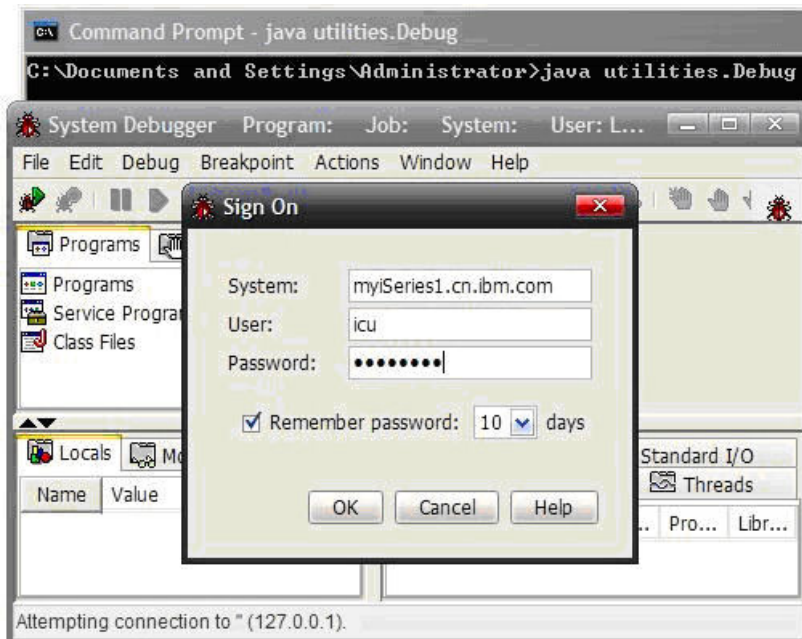 Command Prompt - java utilities.Debug
C:\Documents and Settings\Administrator>java utilities.Debug
System Debugger Program: Job: System: User: L...
File Edit Debug Breakpoint Actions Window Help
Sign On
Programs
Programs
Service Prograr
Class Files
System: myiSeries1.cn.ibm.com
User: icu
Password: ••••••••
Remember password: 10 days
OK Cancel Help
Locals Mo
Name Value
Standard I/O
Threads
.. Pro... Libr...
Attempting connection to '' (127.0.0.1).